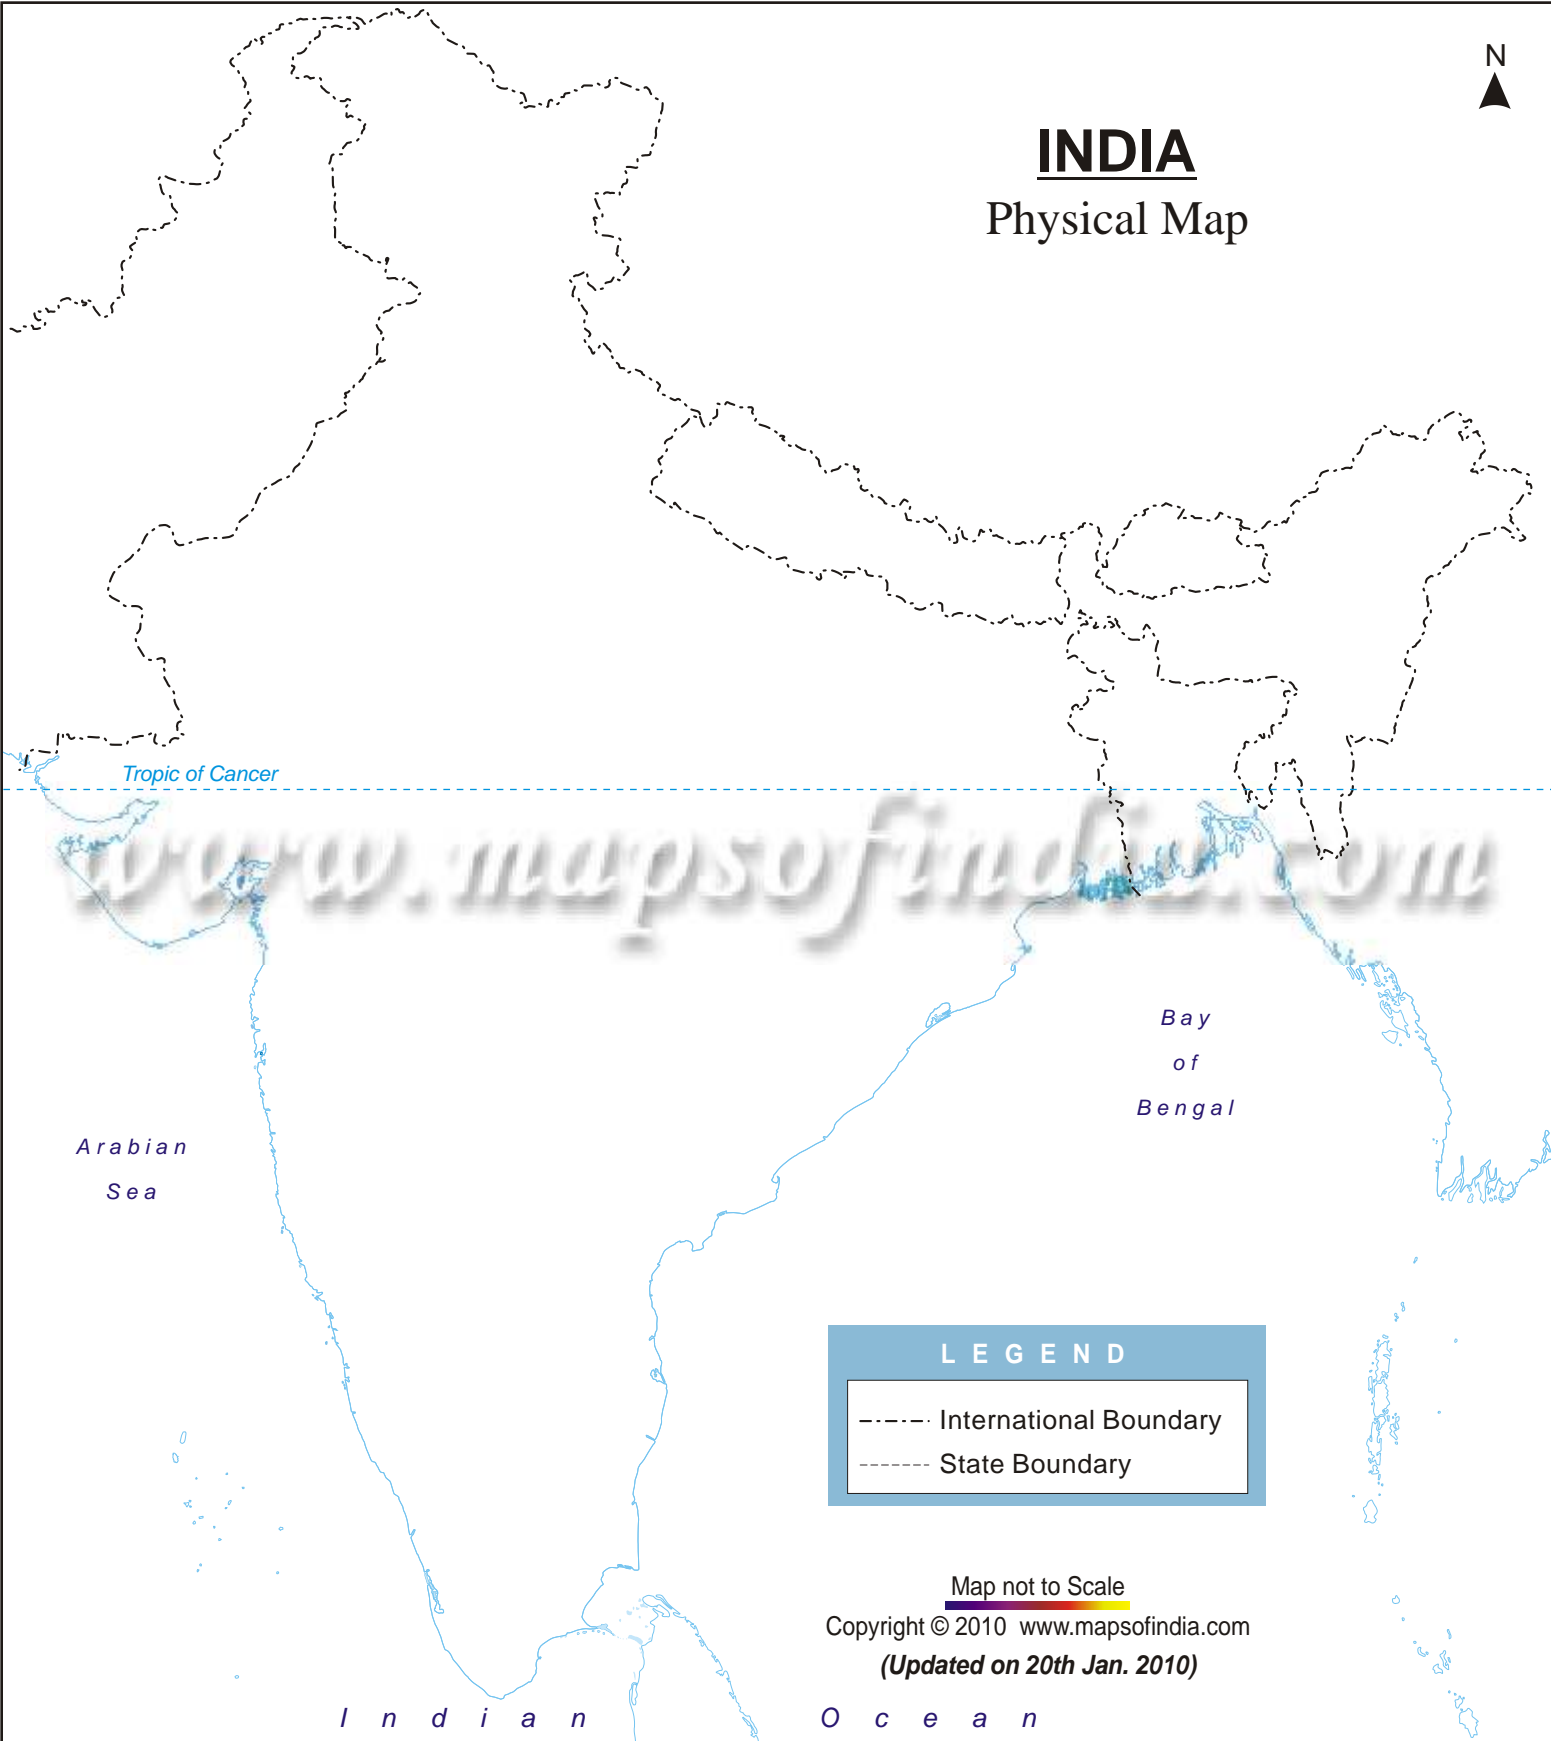 N
INDIA
Physical Map
Tropic of Cancer
www.mapsofindia.com
Bay
of
Bengal
Arabian
Sea
LEGEND
International Boundary
State Boundary
Map not to Scale
Copyright © 2010 www.mapsofindia.com
(Updated on 20th Jan. 2010)
Indian Ocean